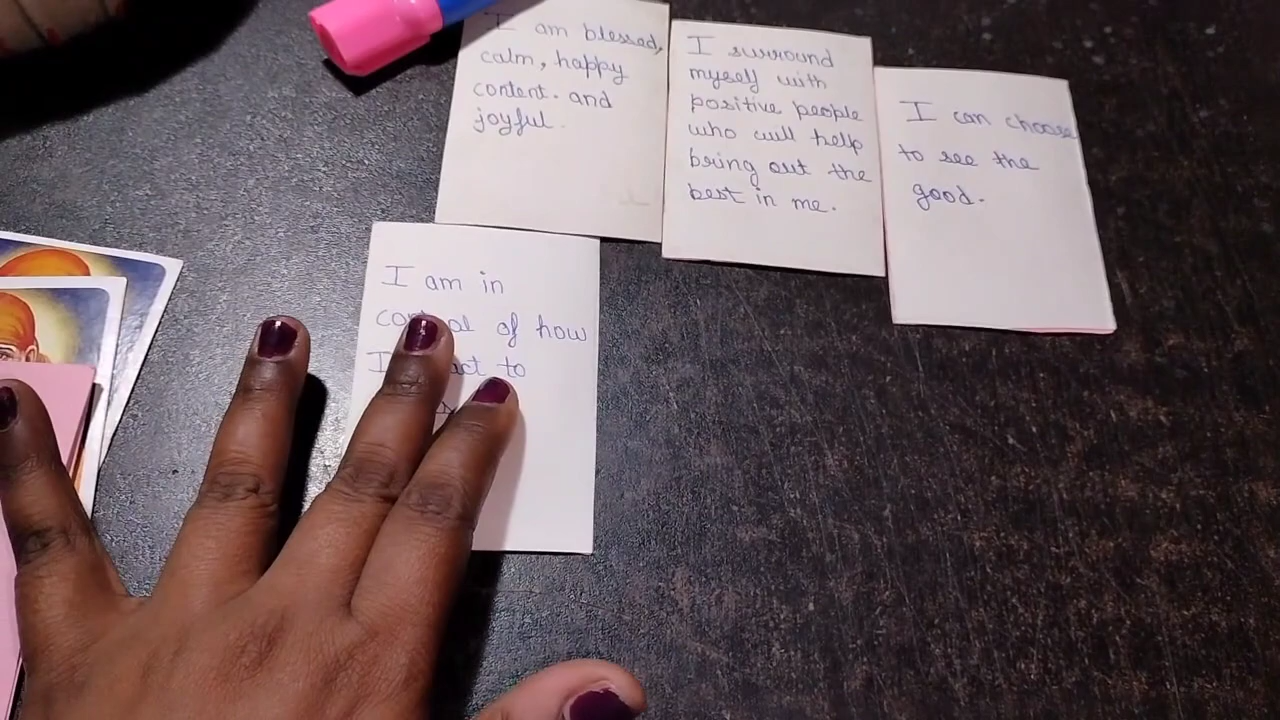 I am blessed,
calm, happy
content. and
joyful.
I surround
myself with
positive people
who will help
bring out the
best in me.
I can choose
to see the
good.
I am in
of how
I to